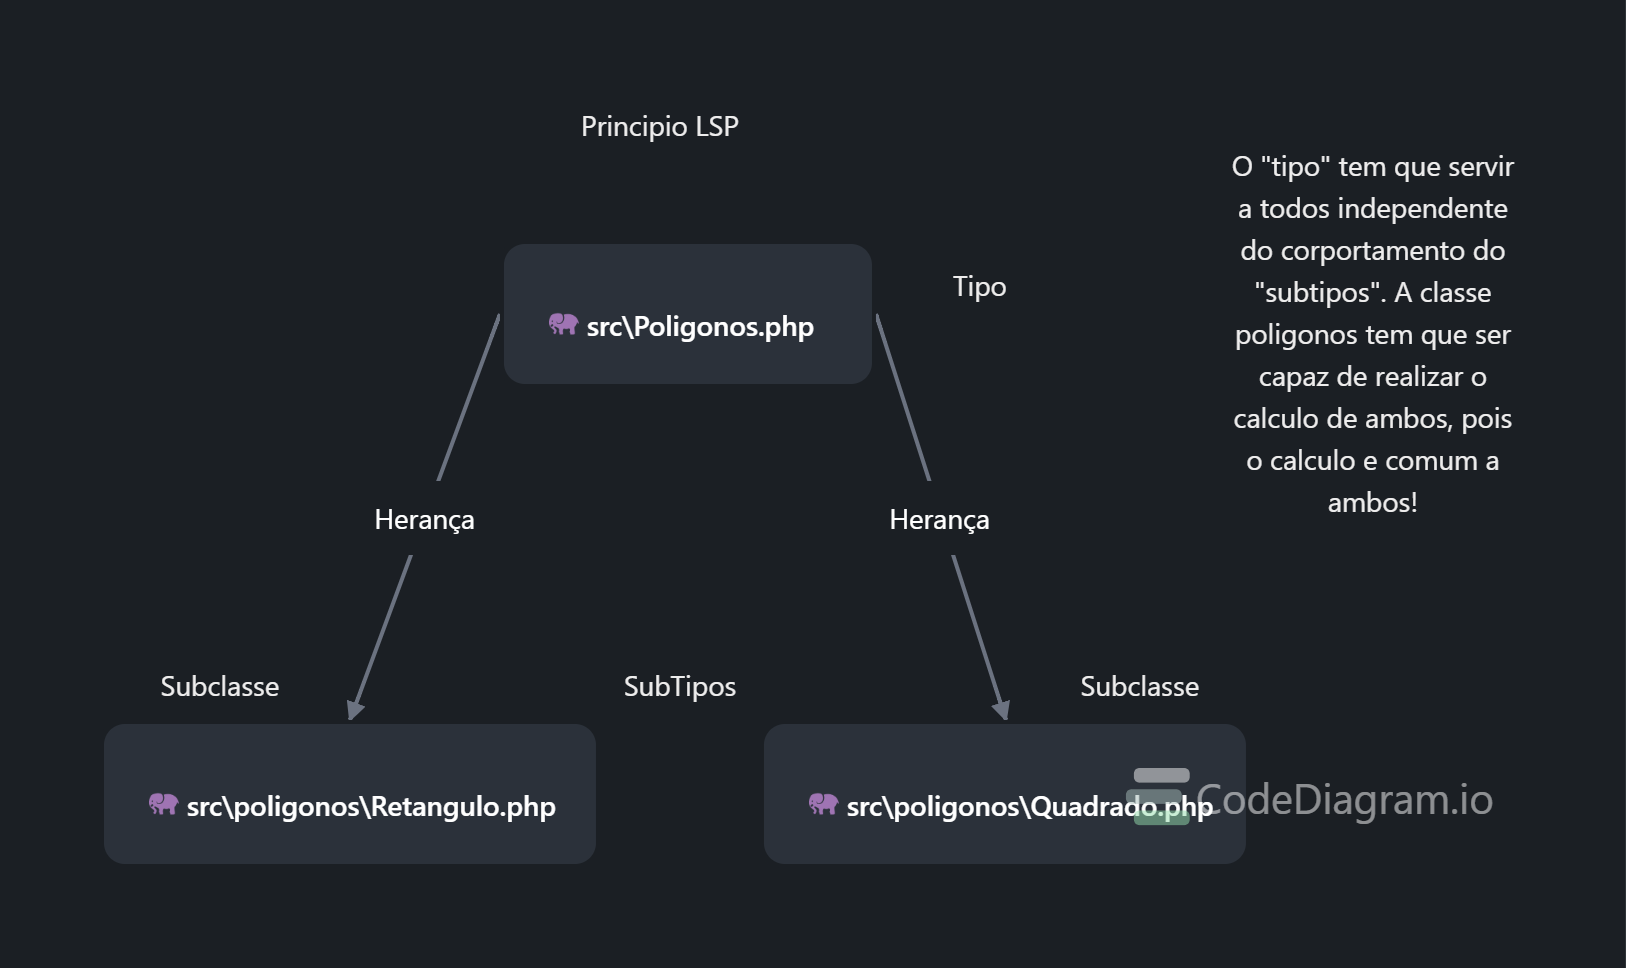 Principio LSP
O "tipo" tem que servir
a todos independente
do corportamento do
"subtipos". A classe
poligonos tem que ser
capaz de realizar o
calculo de ambos, pois
o calculo e comum a
ambos!
Tipo
src\Poligonos.php
Herança
Herança
Subclasse
SubTipos
Subclasse
src\poligonos\Retangulo.php
src\poligonos\Quadrado.php
CodeDiagram.io